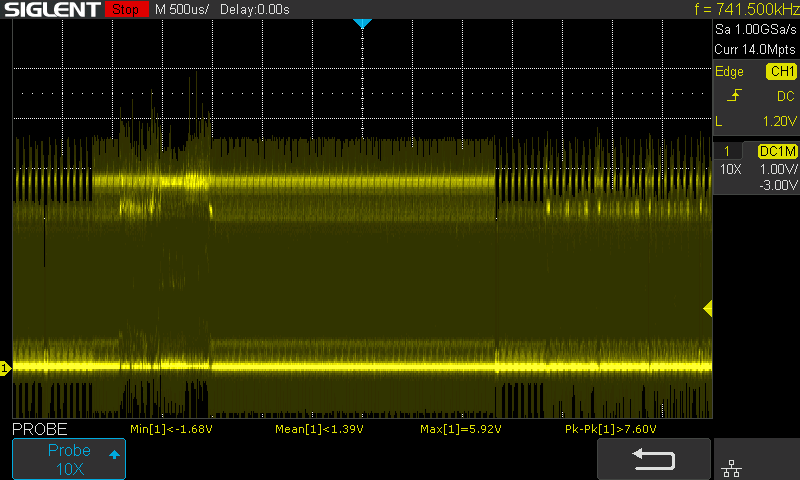 SIGLENT Stop M 500us/ Delay:0.00s f = 741.500kHz
Sa 1.00GSa/s
Curr 14.0Mpts
Edge CH1
DC
L 1.20V
1 DC1M
10X 1.00V/
-3.00V
1
PROBE Min[1]<-1.68V Mean[1]<1.39V Max[1]=5.92V Pk-Pk[1]>7.60V
Probe
10X